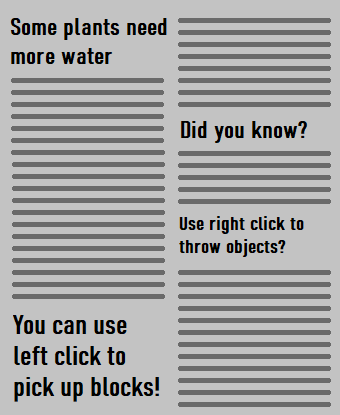 Some plants need
more water
You can use
left click to
pick up blocks!
Did you know?
Use right click to
throw objects?